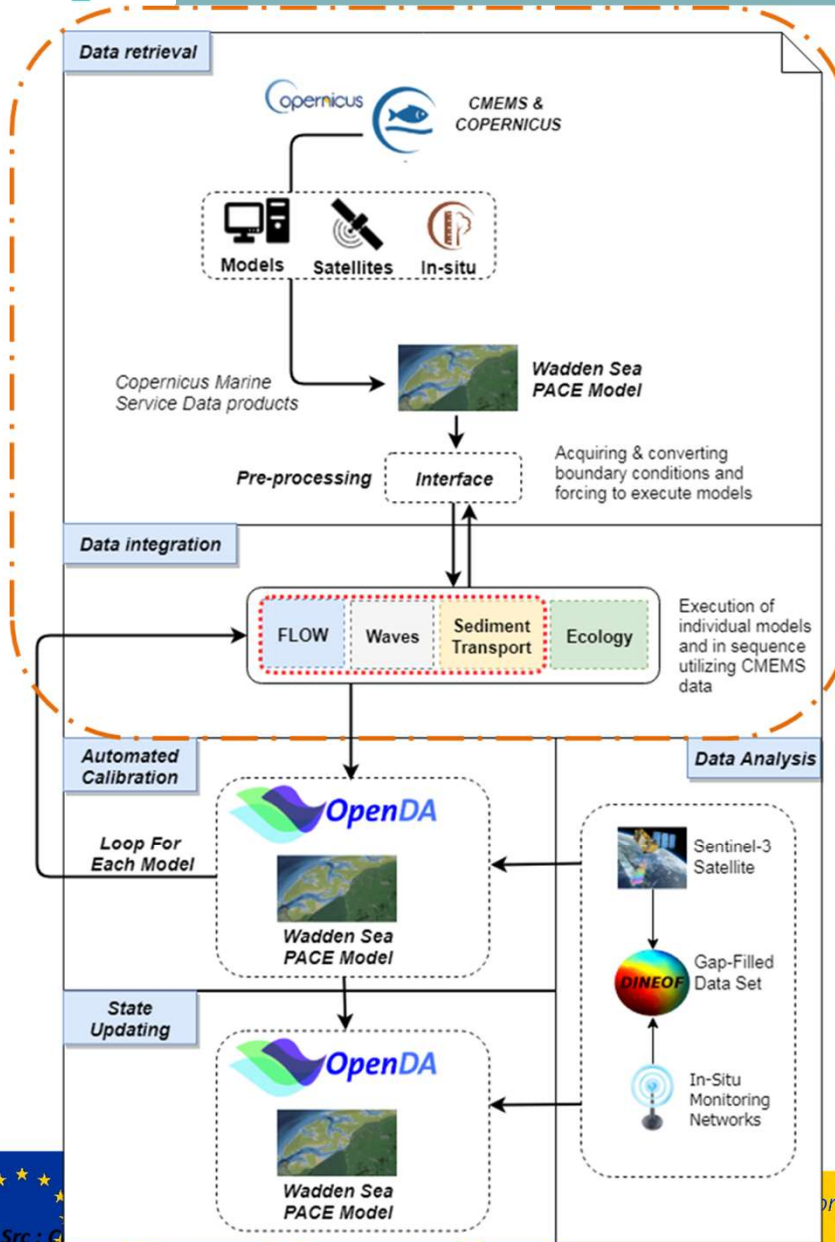 Data retrieval
opernicus
CMEMS &
COPERNICUS
Models
Satellites
In-situ
Copernicus Marine
Service Data products
Wadden Sea
PACE Model
Pre-processing
Interface
Acquiring & converting
boundary conditions and
forcing to execute models
Data integration
FLOW
Waves
Sediment
Transport
Ecology
Execution of
individual models
and in sequence
utilizing CMEMS
data
Automated
Calibration
Data Analysis
OpenDA
Loop For
Each Model
Wadden Sea
PACE Model
Sentinel-3
Satellite
DINEOF
Gap-Filled
Data Set
State
Updating
OpenDA
In-Situ
Monitoring
Networks
Wadden Sea
PACE Model
Src :